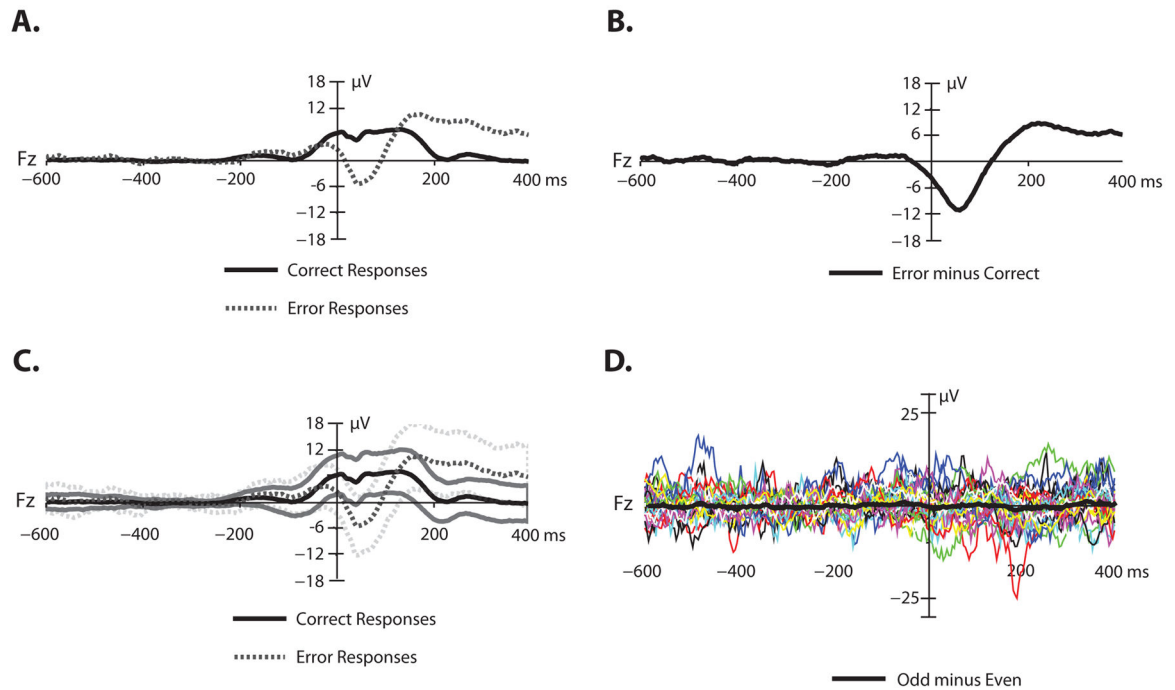 A.
µV
18
12
Fz
−600
−400
−200
200
400 ms
−6
−12
−18
Correct Responses
Error Responses
B.
µV
18
12
6
Fz
−600
−400
−200
200
400 ms
−6
−12
−18
Error minus Correct
C.
µV
18
12
Fz
−600
−400
−200
200
400 ms
−6
−12
−18
Correct Responses
Error Responses
D.
µV
25
Fz
−600
−400
−200
200
400 ms
−25
Odd minus Even